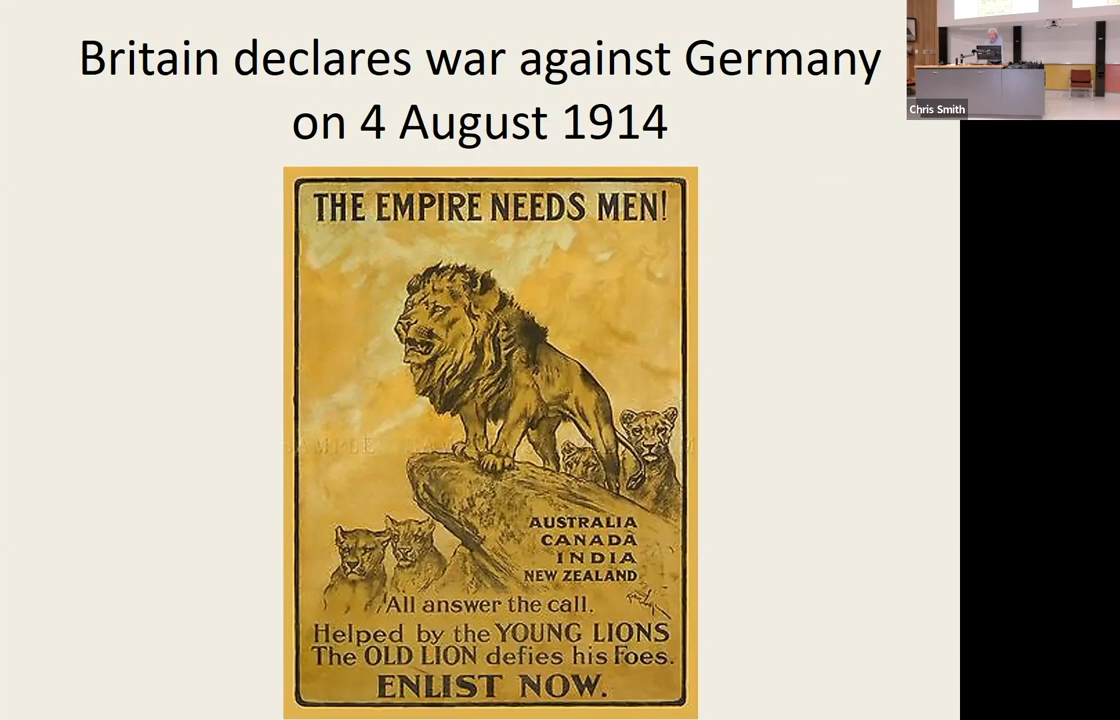 Britain declares war against Germany
on 4 August 1914
Chris Smith
THE EMPIRE NEEDS MEN!
SAMPLE
AUSTRALIA
CANADA
INDIA
NEW ZEALAND
All answer the call.
Helped by the YOUNG LIONS
The OLD LION defies his Foes.
ENLIST NOW.